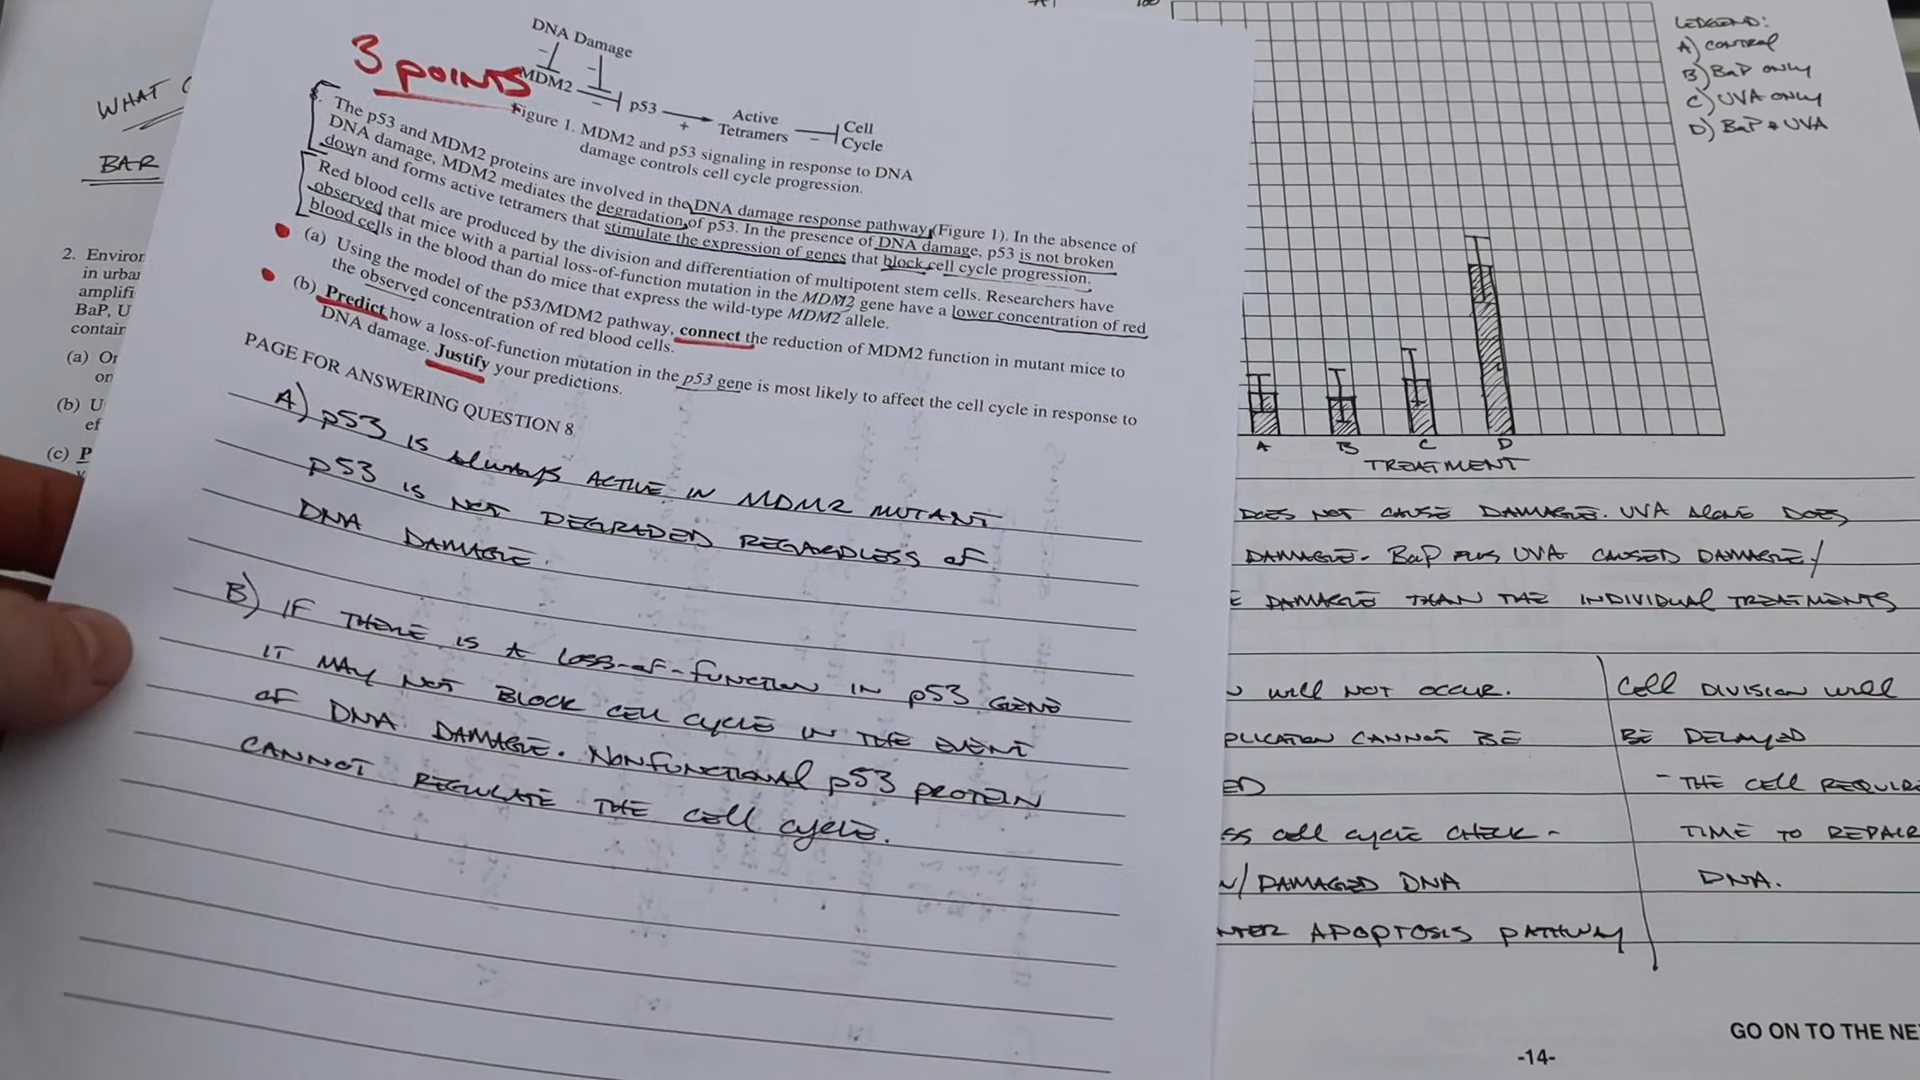 3 POINTS
DNA Damage
MDM2
p53
+
Active
Tetramers
Cell
Cycle
Figure 1. MDM2 and p53 signaling in response to DNA
damage controls cell cycle progression.
The p53 and MDM2 proteins are involved in the DNA damage response pathway (Figure 1). In the absence of
DNA damage, MDM2 mediates the degradation of p53. In the presence of DNA damage, p53 is not broken
down and forms active tetramers that stimulate the expression of genes that block cell cycle progression.
Red blood cells are produced by the division and differentiation of multipotent stem cells. Researchers have
observed that mice with a partial loss-of-function mutation in the MDM2 gene have a lower concentration of red
blood cells in the blood than do mice that express the wild-type MDM2 allele.
(a) Using the model of the p53/MDM2 pathway, connect the reduction of MDM2 function in mutant mice to
the observed concentration of red blood cells.
(b) Predict how a loss-of-function mutation in the p53 gene is most likely to affect the cell cycle in response to
DNA damage. Justify your predictions.
PAGE FOR ANSWERING QUESTION 8
A) p53 IS ALWAYS ACTIVE IN MDM2 MUTANT
p53 IS NOT DEGRADED REGARDLESS OF
DNA DAMAGE.
B) IF THERE IS A LOSS-OF-FUNCTION IN p53 GENE
IT MAY NOT BLOCK CELL CYCLE IN THE EVENT
OF DNA DAMAGE. NONFUNCTIONAL p53 PROTEIN
CANNOT REGULATE THE CELL CYCLE.
WHAT
BAR
2. Enviror
in urba
amplifi
BaP, U
contair
(a) Or
on
(b) U
ef
(c) P
LEGEND:
A) CONTROL
B) BaP ONLY
C) UVA ONLY
D) BaP + UVA
A B C D
TREATMENT
DOES NOT CAUSE DAMAGE. UVA ALONE DOES
DAMAGE. BaP PLUS UVA CAUSED DAMAGE/
E DAMAGE THAN THE INDIVIDUAL TREATMENTS
WILL NOT OCCUR.
PLICATION CANNOT BE
ED
SS CELL CYCLE CHECK-
W/ DAMAGED DNA
NTER APOPTOSIS PATHWAY
CELL DIVISION WILL
BE DELAYED
- THE CELL REQUIRE
TIME TO REPAIR
DNA.
GO ON TO THE NE
-14-